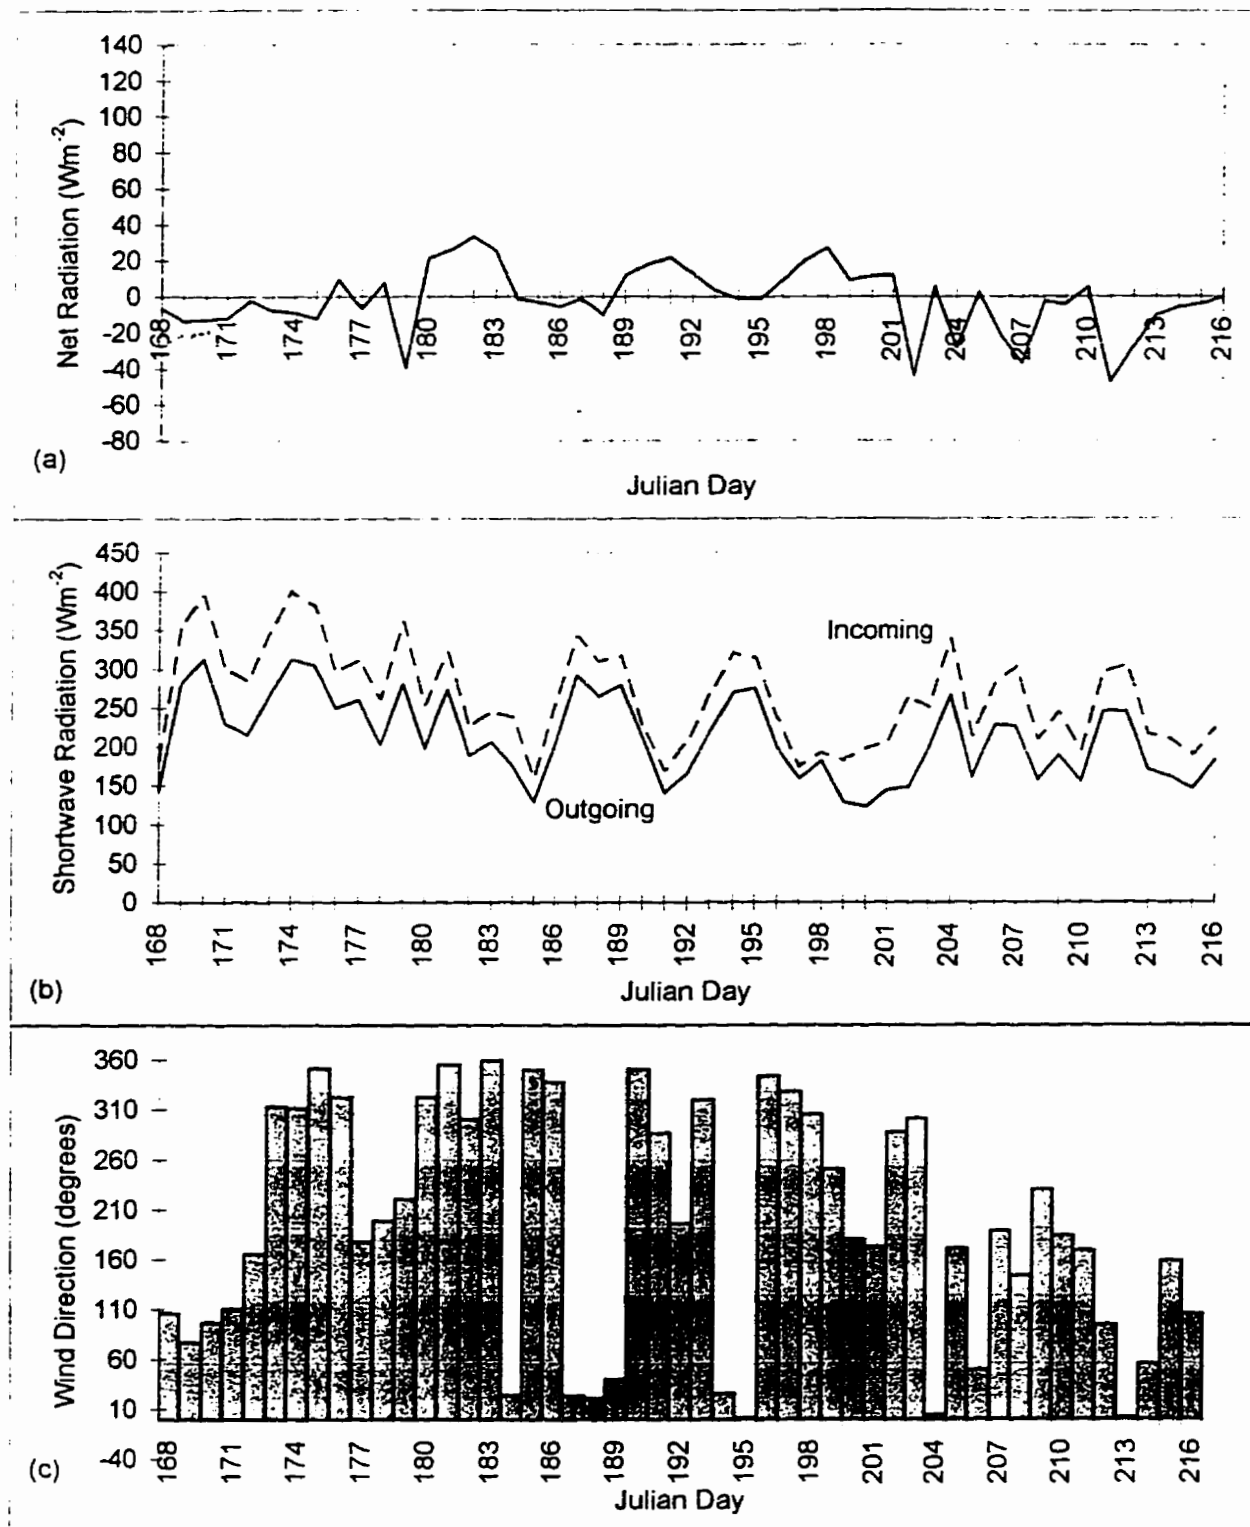 140
120
100
80
60
40
20
0
-20
-40
-60
-80
Net Radiation (Wm-2)
168 171 174 177 180 183 186 189 192 195 198 201 204 207 210 213 216
(a)
Julian Day
450
400
350
300
250
200
150
100
50
0
Shortwave Radiation (Wm-2)
Incoming
Outgoing
168 171 174 177 180 183 186 189 192 195 198 201 204 207 210 213 216
(b)
Julian Day
360
310
260
210
160
110
60
10
-40
Wind Direction (degrees)
168 171 174 177 180 183 186 189 192 195 198 201 204 207 210 213 216
(c)
Julian Day